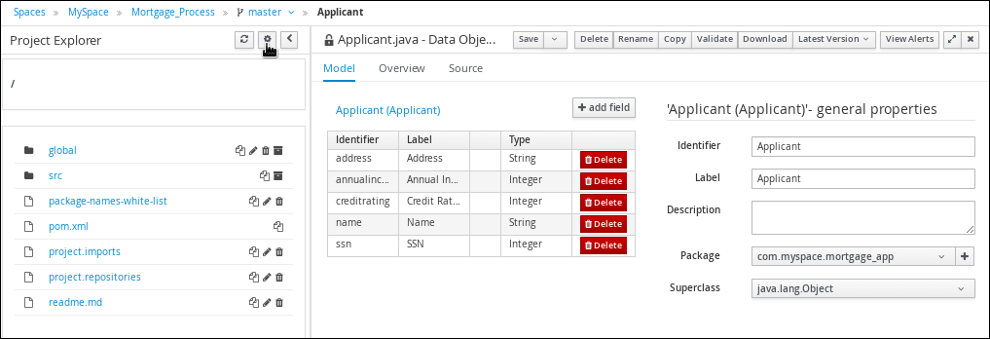 Spaces » MySpace » Mortgage_Process » master » Applicant
Project Explorer
/
global
src
package-names-white-list
pom.xml
project.imports
project.repositories
readme.md
Applicant.java - Data Obje...
Save Delete Rename Copy Validate Download Latest Version View Alerts
Model Overview Source
Applicant (Applicant)
+ add field
Identifier Label Type
address Address String Delete
annualinc... Annual In... Integer Delete
creditrating Credit Rat... Integer Delete
name Name String Delete
ssn SSN Integer Delete
'Applicant (Applicant)'- general properties
Identifier Applicant
Label Applicant
Description
Package com.myspace.mortgage_app
Superclass java.lang.Object